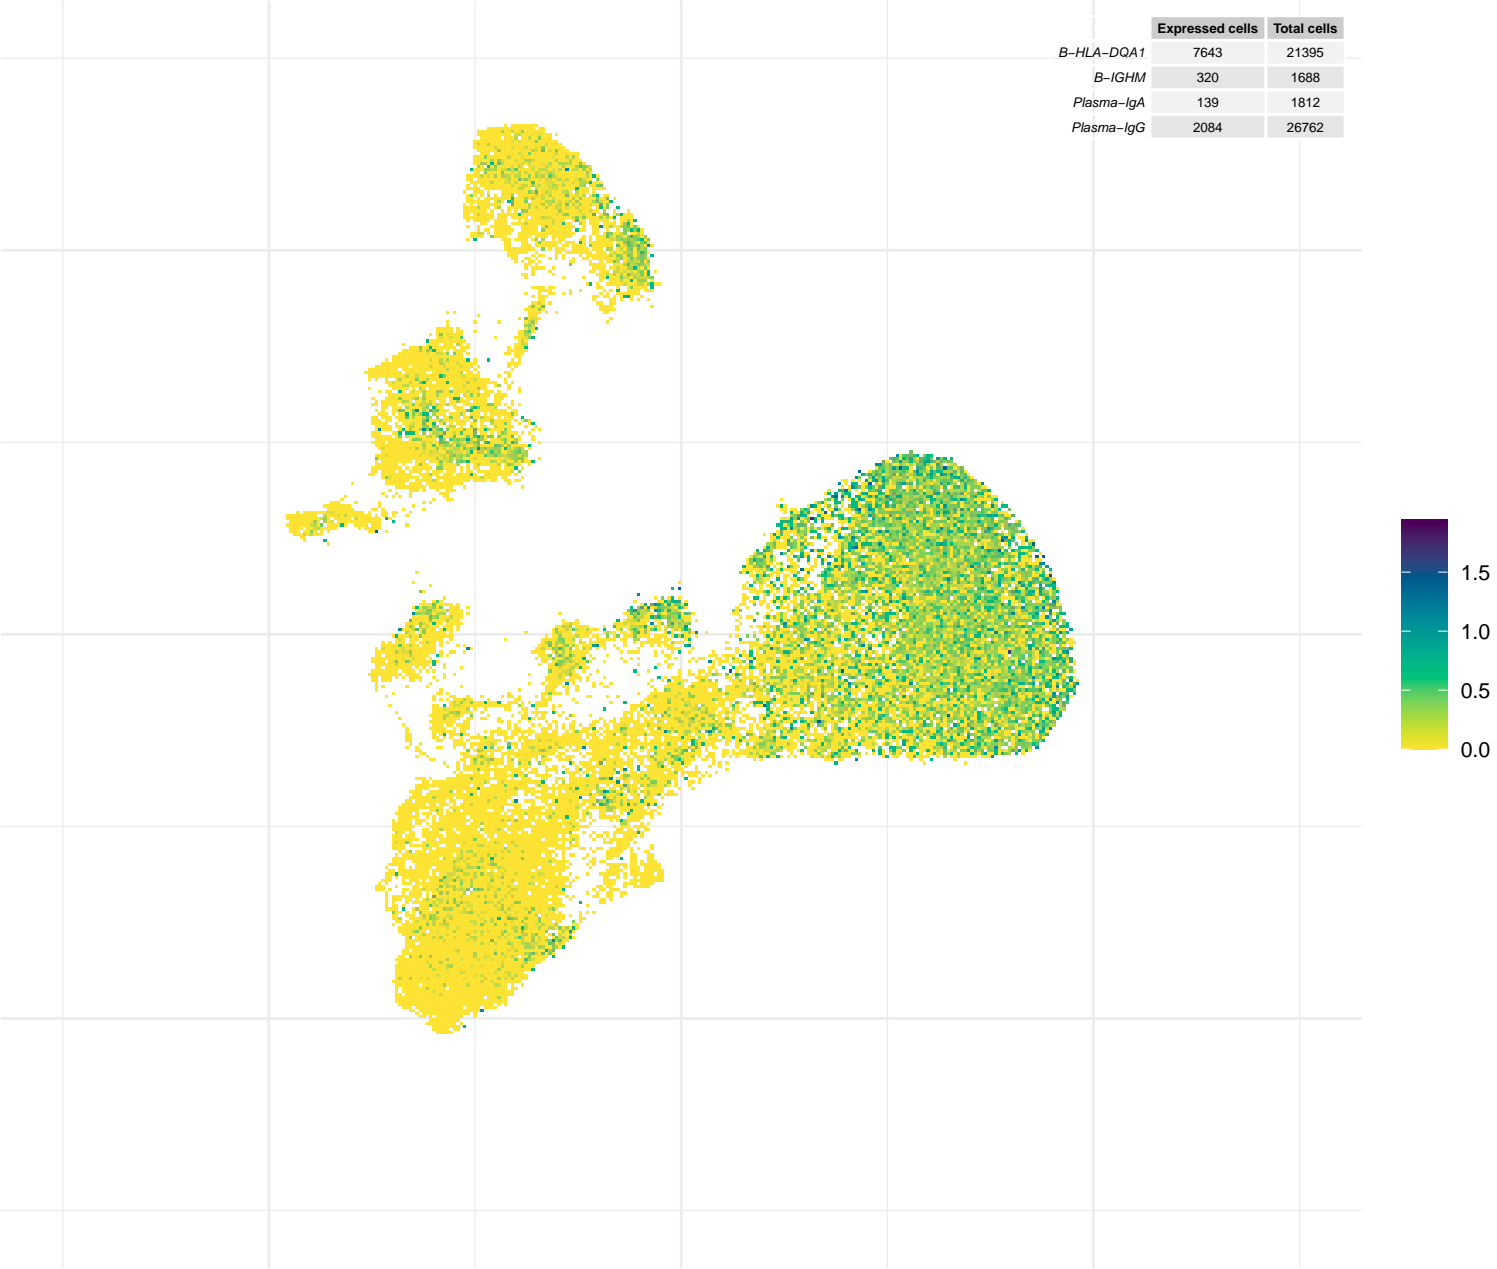 Expressed cells Total cells
B−HLA−DQA1 7643 21395
B−IGHM 320 1688
Plasma−IgA 139 1812
Plasma−IgG 2084 26762
1.5
1.0
0.5
0.0